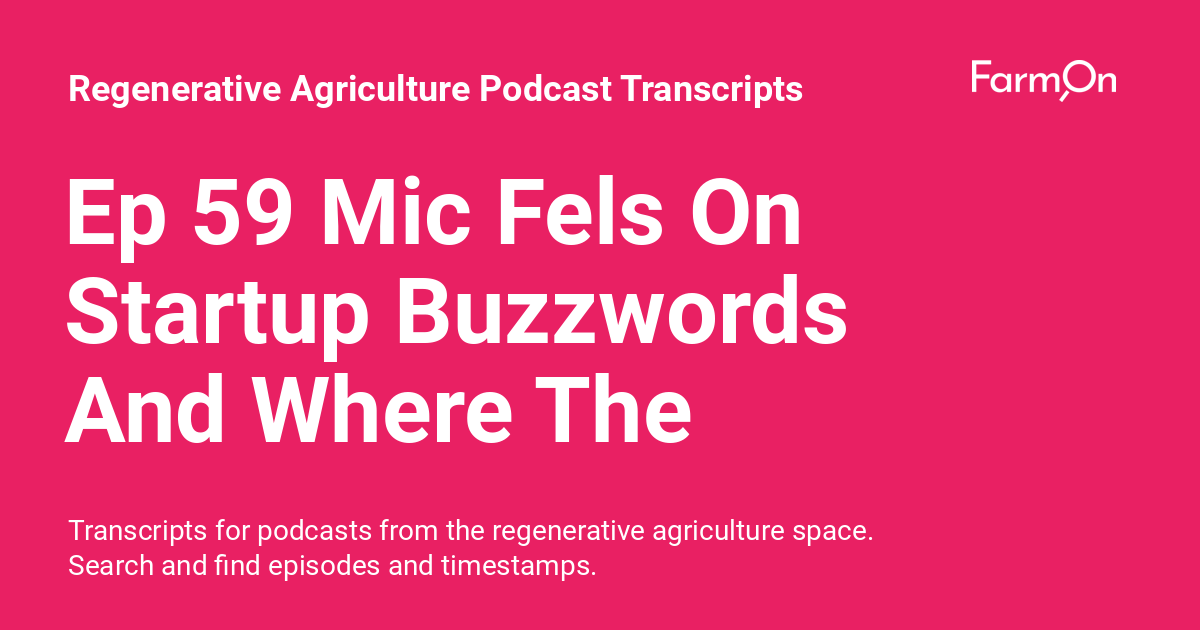 Regenerative Agriculture Podcast Transcripts
FarmOn
Ep 59 Mic Fels On
Startup Buzzwords
And Where The
Transcripts for podcasts from the regenerative agriculture space.
Search and find episodes and timestamps.